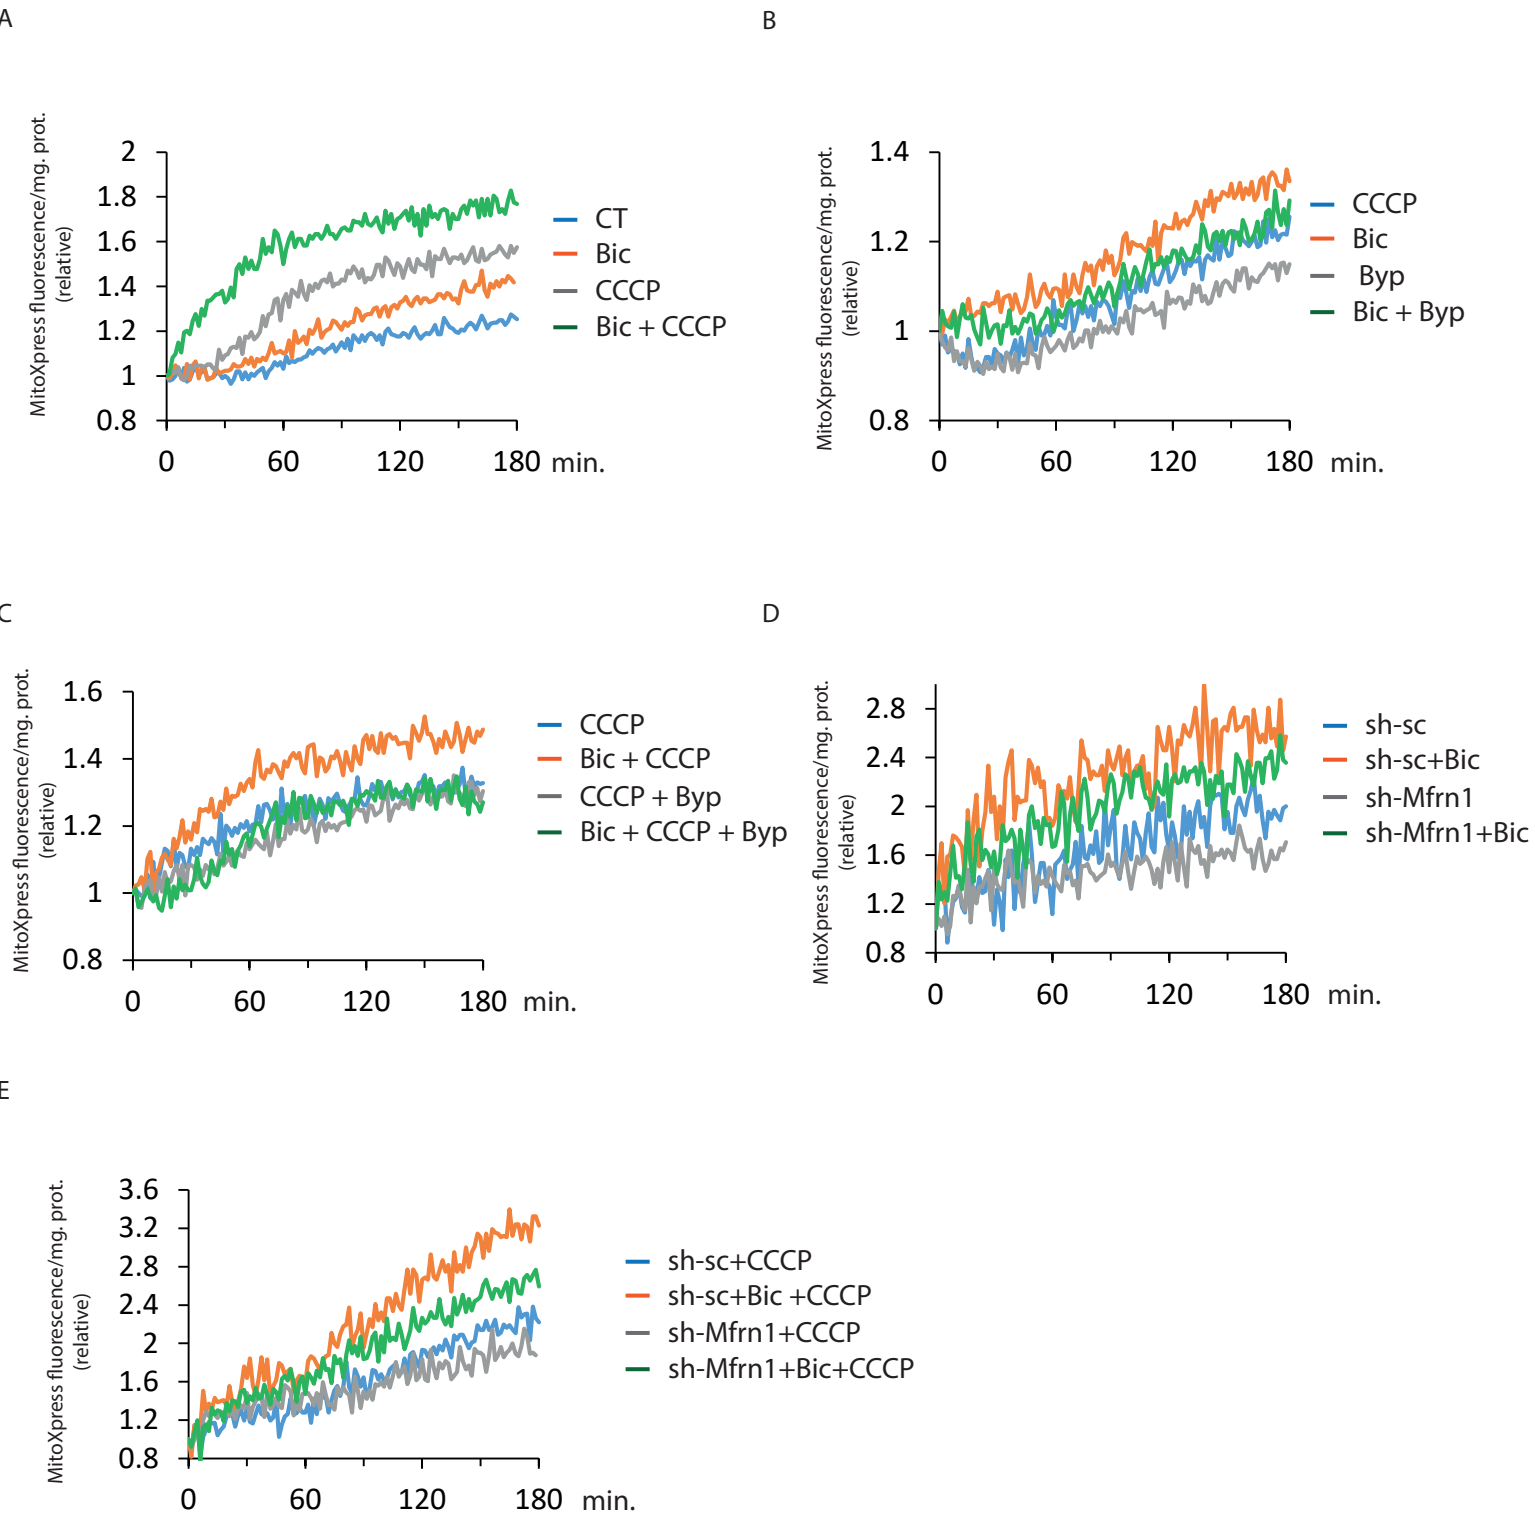 A
MitoXpress fluorescence/mg. prot.
(relative)
2
1.8
1.6
1.4
1.2
1
0.8
0
60
120
180
min.
CT
Bic
CCCP
Bic + CCCP
B
MitoXpress fluorescence/mg. prot.
(relative)
1.4
1.2
1
0.8
0
60
120
180
min.
CCCP
Bic
Byp
Bic + Byp
C
MitoXpress fluorescence/mg. prot.
(relative)
1.6
1.4
1.2
1
0.8
0
60
120
180
min.
CCCP
Bic + CCCP
CCCP + Byp
Bic + CCCP + Byp
D
MitoXpress fluorescence/mg. prot.
(relative)
2.8
2.4
2
1.6
1.2
0.8
0
60
120
180
min.
sh-sc
sh-sc+Bic
sh-Mfrn1
sh-Mfrn1+Bic
E
MitoXpress fluorescence/mg. prot.
(relative)
3.6
3.2
2.8
2.4
2
1.6
1.2
0.8
0
60
120
180
min.
sh-sc+CCCP
sh-sc+Bic +CCCP
sh-Mfrn1+CCCP
sh-Mfrn1+Bic+CCCP